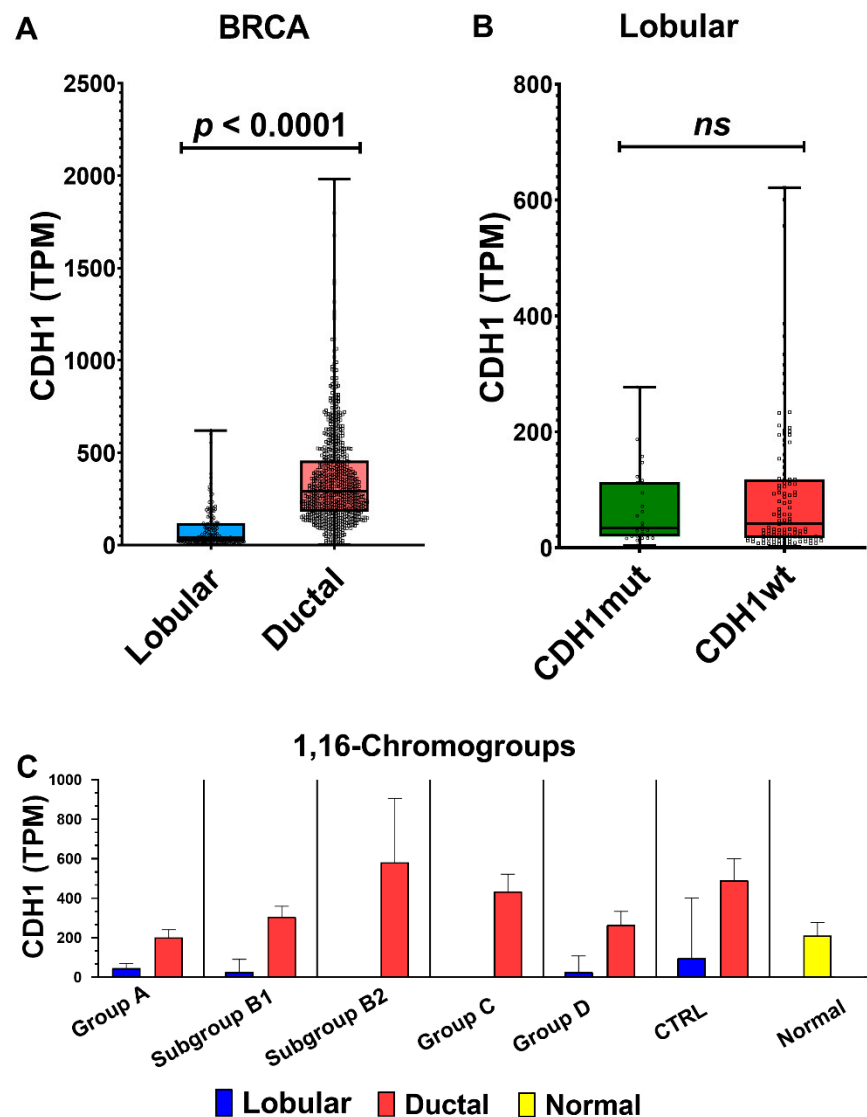 A
BRCA
2500
2000
1500
1000
500
0
CDH1 (TPM)
p < 0.0001
Lobular
Ductal
B
Lobular
800
600
400
200
0
CDH1 (TPM)
ns
CDH1mut
CDH1wt
C
1,16-Chromogroups
1000
800
600
400
200
0
CDH1 (TPM)
Group A
Subgroup B1
Subgroup B2
Group C
Group D
CTRL
Normal
Lobular Ductal Normal